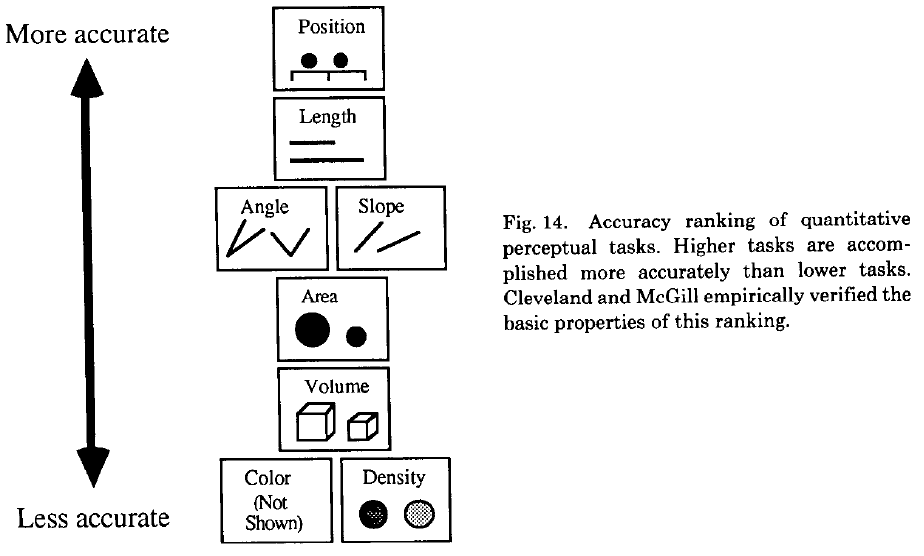 More accurate
Position
Length
Angle
Slope
Area
Volume
Color
(Not
Shown)
Density
Less accurate
Fig. 14. Accuracy ranking of quantitative
perceptual tasks. Higher tasks are accom-
plished more accurately than lower tasks.
Cleveland and McGill empirically verified the
basic properties of this ranking.